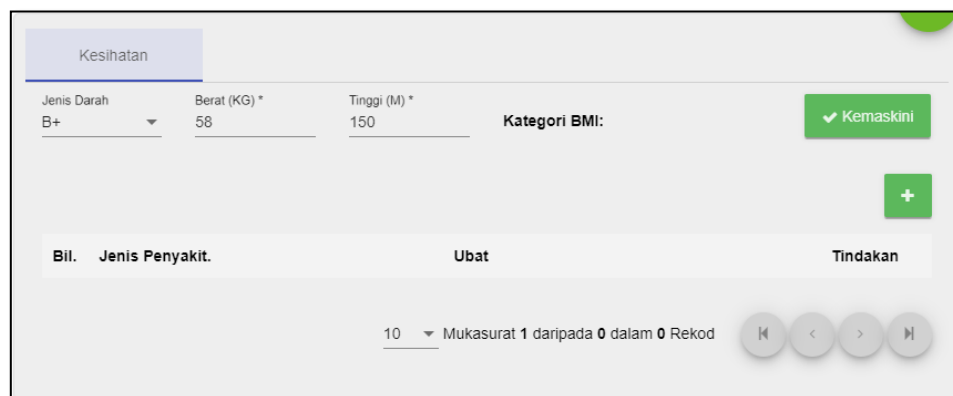 Kesihatan
Jenis Darah Berat (KG) * Tinggi (M) *
B+ 58 150 Kategori BMI: Kemaskini
Bil. Jenis Penyakit. Ubat Tindakan
10 Mukasurat 1 daripada 0 dalam 0 Rekod